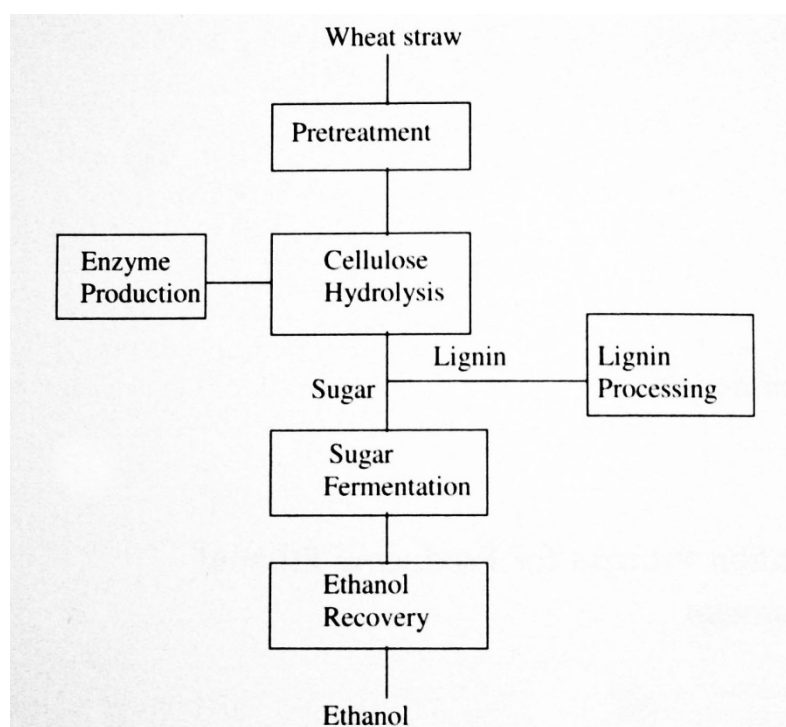 Wheat straw
Pretreatment
Enzyme
Production
Cellulose
Hydrolysis
Lignin
Sugar
Lignin
Processing
Sugar
Fermentation
Ethanol
Recovery
Ethanol